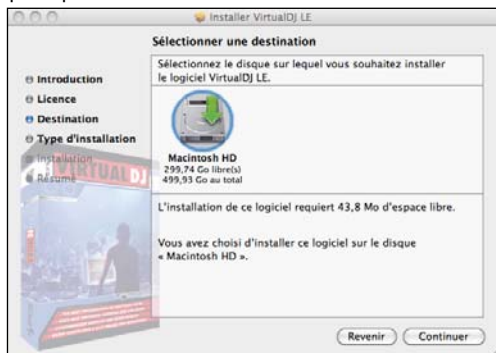 Installer VirtualDJ LE
Sélectionner une destination
Introduction
Licence
Destination
Type d'installation
Installation
Résumé
Sélectionnez le disque sur lequel vous souhaitez installer
le logiciel VirtualDJ LE.
Macintosh HD
299,74 Go libre(s)
499,93 Go au total
L'installation de ce logiciel requiert 43,8 Mo d'espace libre.
Vous avez choisi d'installer ce logiciel sur le disque
« Macintosh HD ».
VIRTUAL DJ
Revenir
Continuer